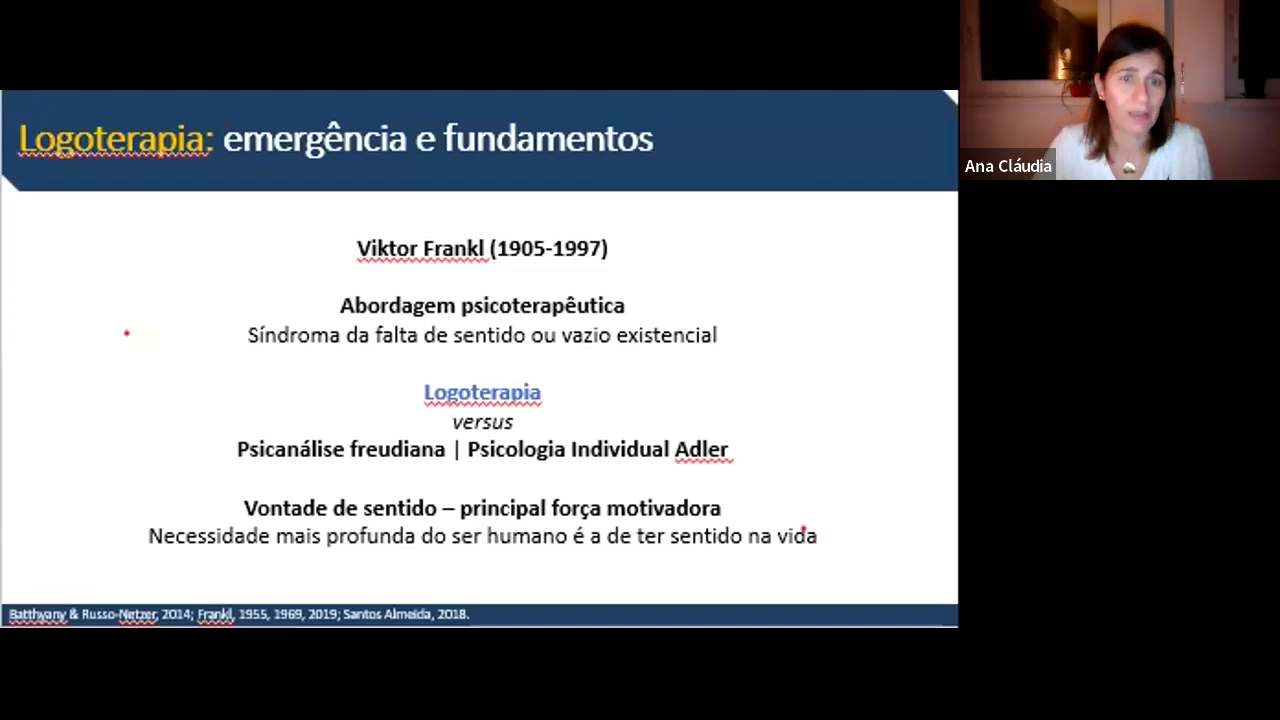 Logoterapia: emergência e fundamentos
Viktor Frankl (1905-1997)
Abordagem psicoterapêutica
Síndroma da falta de sentido ou vazio existencial
Logoterapia
versus
Psicanálise freudiana | Psicologia Individual Adler
Vontade de sentido – principal força motivadora
Necessidade mais profunda do ser humano é a de ter sentido na vida
Batthyany & Russo-Netzer, 2014; Frankl, 1955, 1969, 2019; Santos Almeida, 2018.
Ana Cláudia